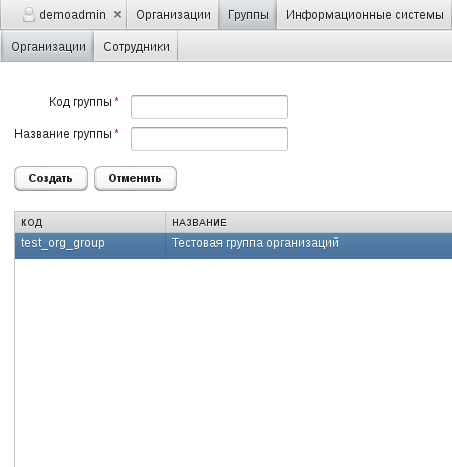 demoadmin × Организации Группы Информационные системы
Организации Сотрудники
Код группы *
Название группы *
Создать Отменить
КОД НАЗВАНИЕ
test_org_group Тестовая группа организаций